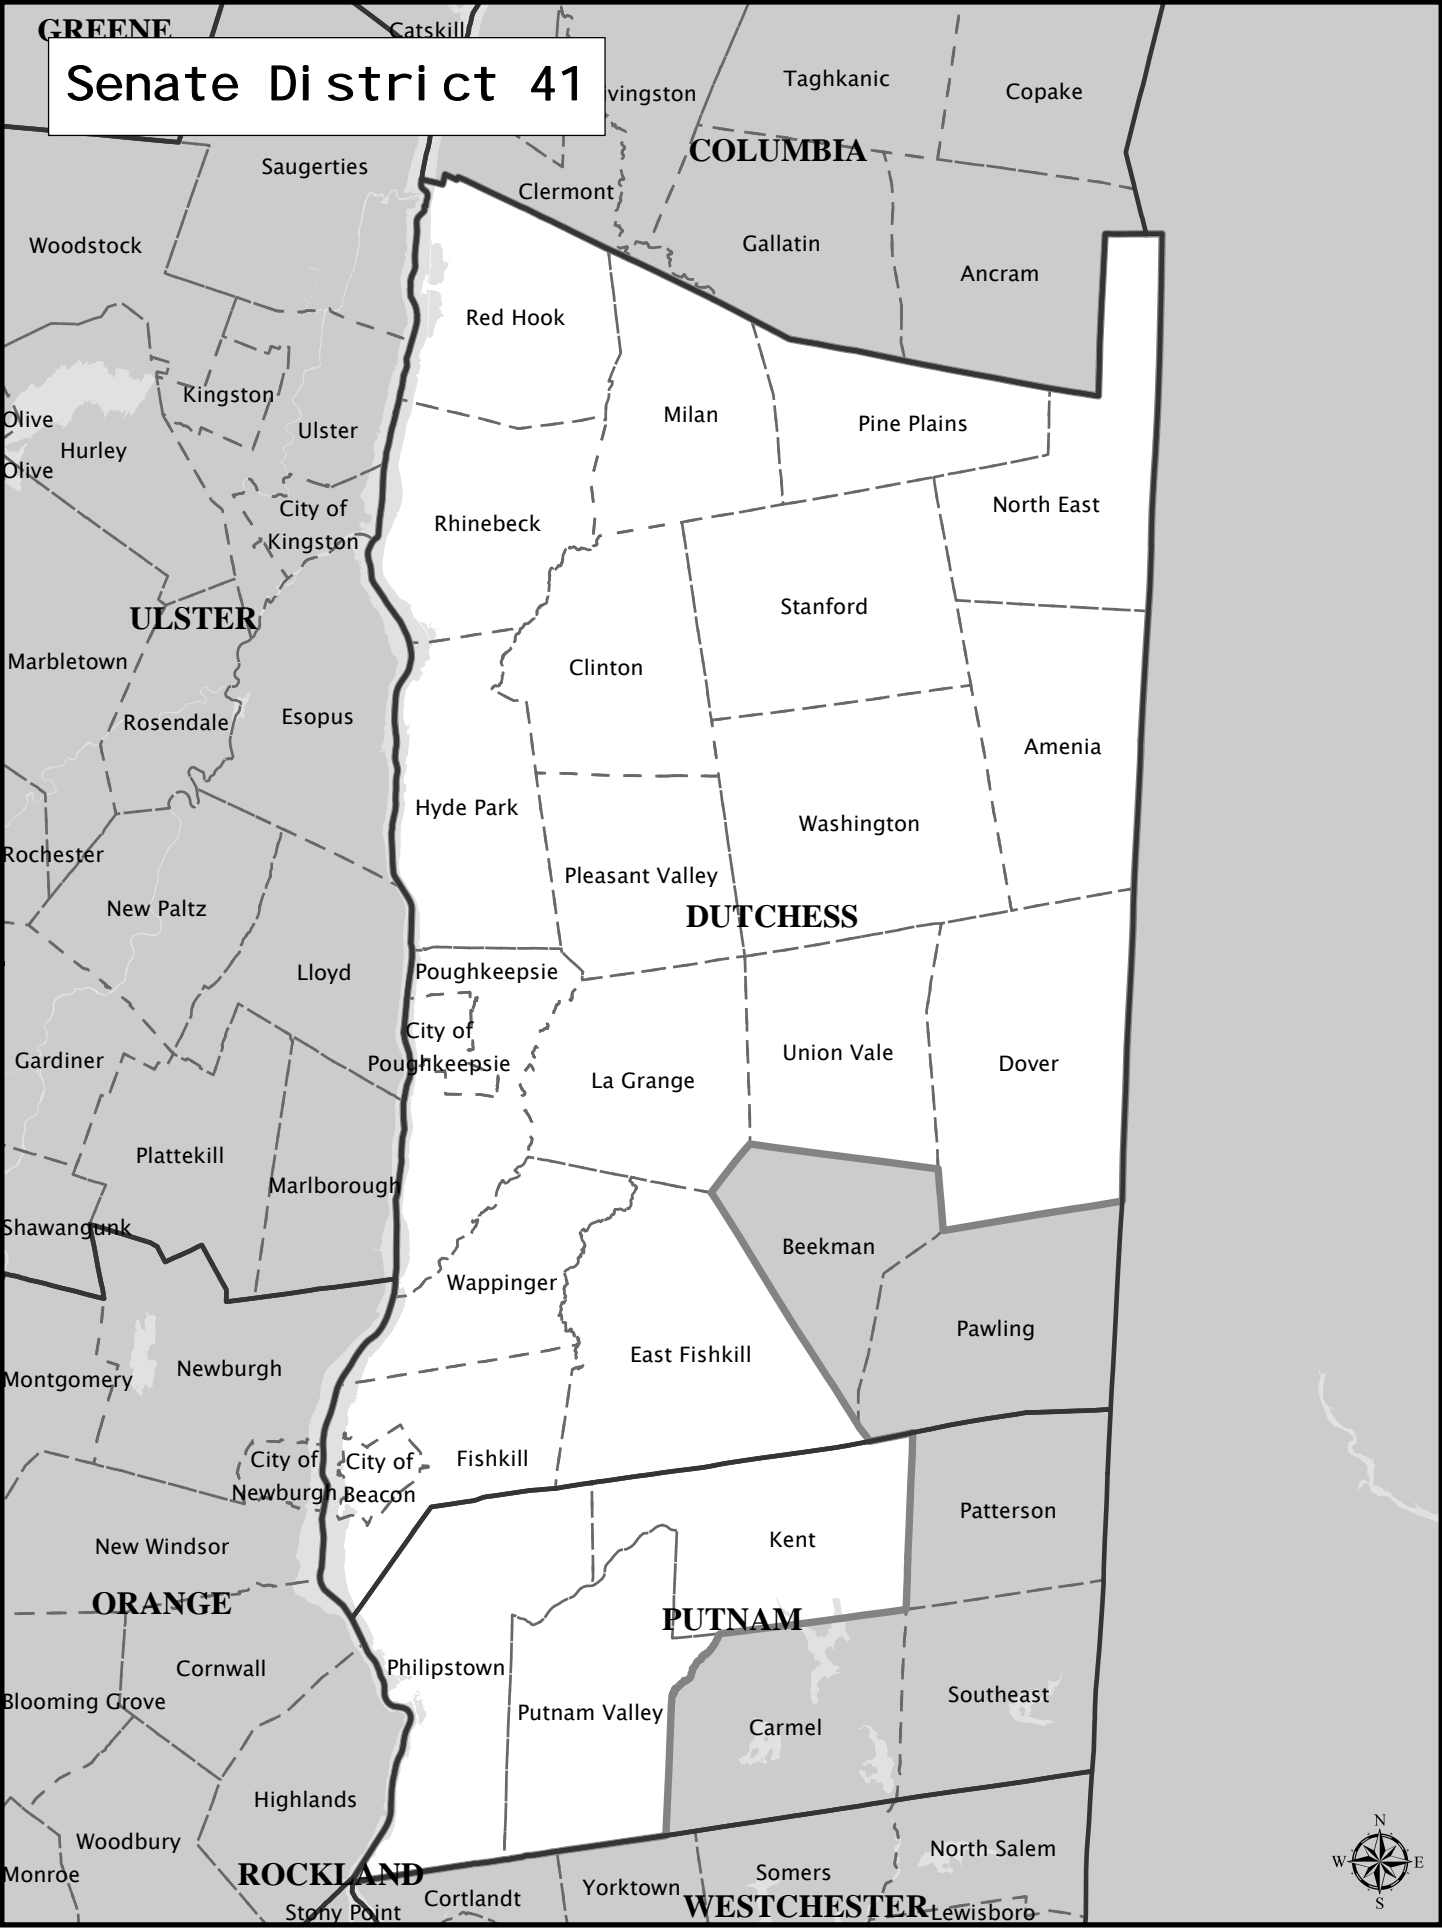 GREENE
Catskill
Senate District 41
vingston
Taghkanic
Copake
COLUMBIA
Saugerties
Clermont
Woodstock
Gallatin
Ancram
Red Hook
Kingston
Milan
Olive
Pine Plains
Ulster
Hurley
Olive
North East
City of
Kingston
Rhinebeck
Stanford
ULSTER
Marbletown
Clinton
Esopus
Rosendale
Amenia
Hyde Park
Washington
Rochester
Pleasant Valley
New Paltz
DUTCHESS
Lloyd
Poughkeepsie
City of
Poughkeepsie
Union Vale
Gardiner
Dover
La Grange
Plattekill
Marlborough
Shawangunk
Beekman
Wappinger
Pawling
East Fishkill
Newburgh
Montgomery
Fishkill
City of
Newburgh
City of
Beacon
Patterson
Kent
New Windsor
ORANGE
PUTNAM
Philipstown
Cornwall
Southeast
Blooming Grove
Putnam Valley
Carmel
Highlands
Woodbury
North Salem
N
W
E
S
Monroe
ROCKLAND
Somers
Yorktown
Cortlandt
WESTCHESTER
Stony Point
Lewisboro